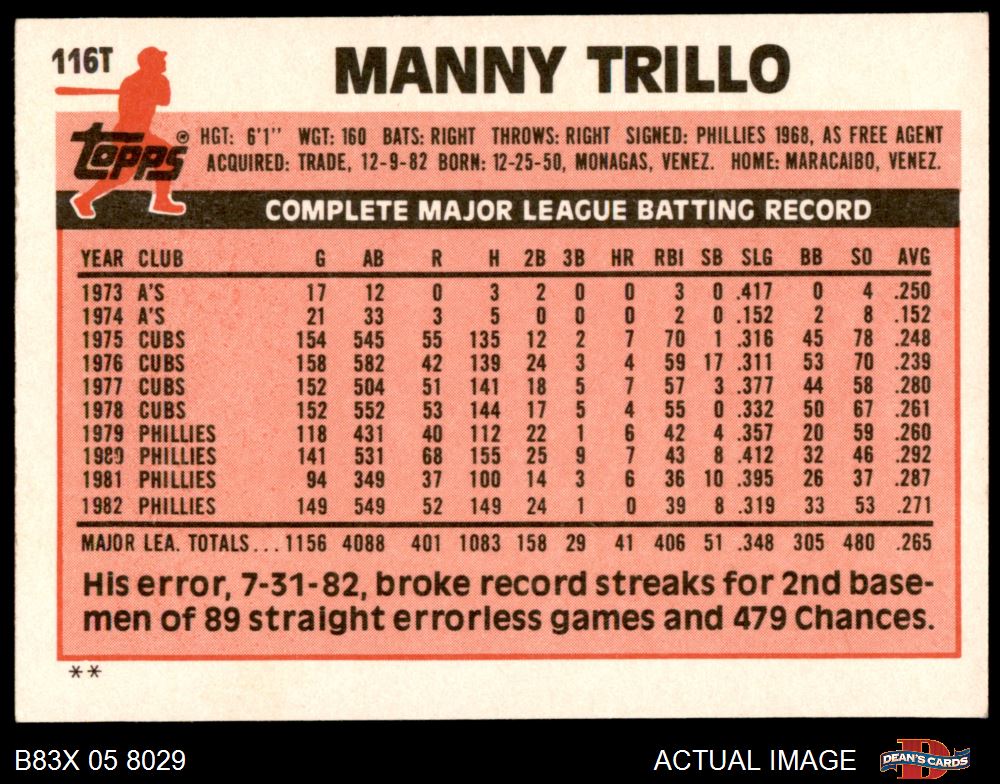 116T
MANNY TRILLO
topps®
HGT: 6'1" WGT: 160 BATS: RIGHT THROWS: RIGHT SIGNED: PHILLIES 1968, AS FREE AGENT
ACQUIRED: TRADE, 12-9-82 BORN: 12-25-50, MONAGAS, VENEZ. HOME: MARACAIBO, VENEZ.
COMPLETE MAJOR LEAGUE BATTING RECORD
YEAR CLUB G AB R H 2B 3B HR RBI SB SLG BB SO AVG
1973 A'S 17 12 0 3 2 0 0 3 0 .417 0 4 .250
1974 A'S 21 33 3 5 0 0 0 2 0 .152 2 8 .152
1975 CUBS 154 545 55 135 12 2 7 70 1 .316 45 78 .248
1976 CUBS 158 582 42 139 24 3 4 59 17 .311 53 70 .239
1977 CUBS 152 504 51 141 18 5 7 57 3 .377 44 58 .280
1978 CUBS 152 552 53 144 17 5 4 55 0 .332 50 67 .261
1979 PHILLIES 118 431 40 112 22 1 6 42 4 .357 20 59 .260
1980 PHILLIES 141 531 68 155 25 9 7 43 8 .412 32 46 .292
1981 PHILLIES 94 349 37 100 14 3 6 36 10 .395 26 37 .287
1982 PHILLIES 149 549 52 149 24 1 0 39 8 .319 33 53 .271
MAJOR LEA. TOTALS... 1156 4088 401 1083 158 29 41 406 51 .348 305 480 .265
His error, 7-31-82, broke record streaks for 2nd base-
men of 89 straight errorless games and 479 Chances.
**
B83X 05 8029
ACTUAL IMAGE
D
DEAN'S CARDS